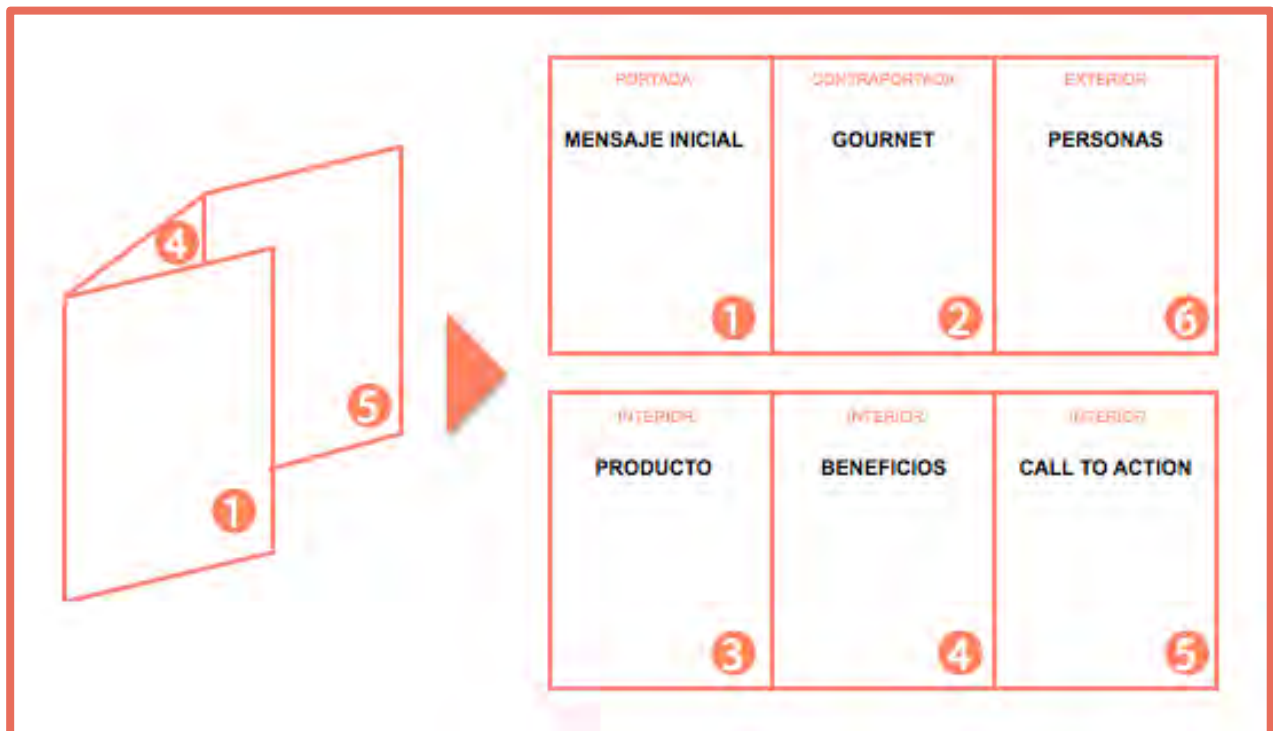 4
5
1
PORTADA
MENSAJE INICIAL
1
CONTRAPORTADA
GOURNET
2
EXTERIOR
PERSONAS
6
INTERIOR
PRODUCTO
3
INTERIOR
BENEFICIOS
4
INTERIOR
CALL TO ACTION
5